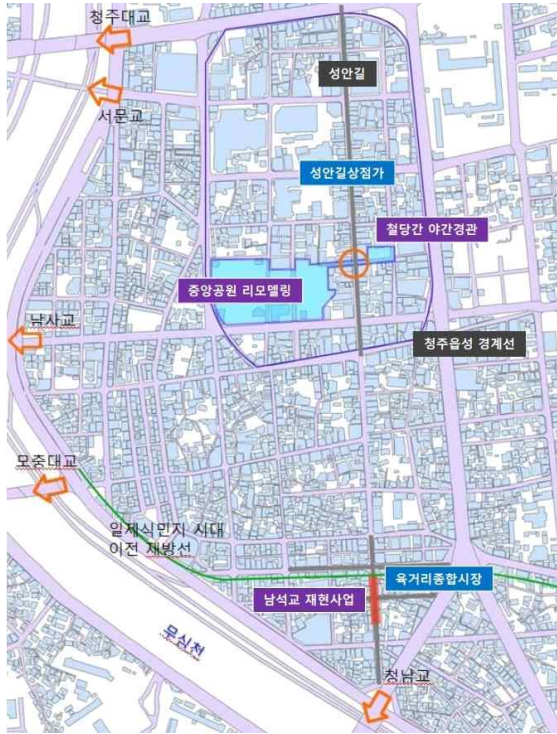 청주대교
성안길
서문교
성안길상점가
철당간 야간경관
중앙공원 리모델링
남사교
청주읍성 경계선
모충대교
일제식민지 시대
이전 재방선
육거리종합시장
남석교 재현사업
무심천
청남교